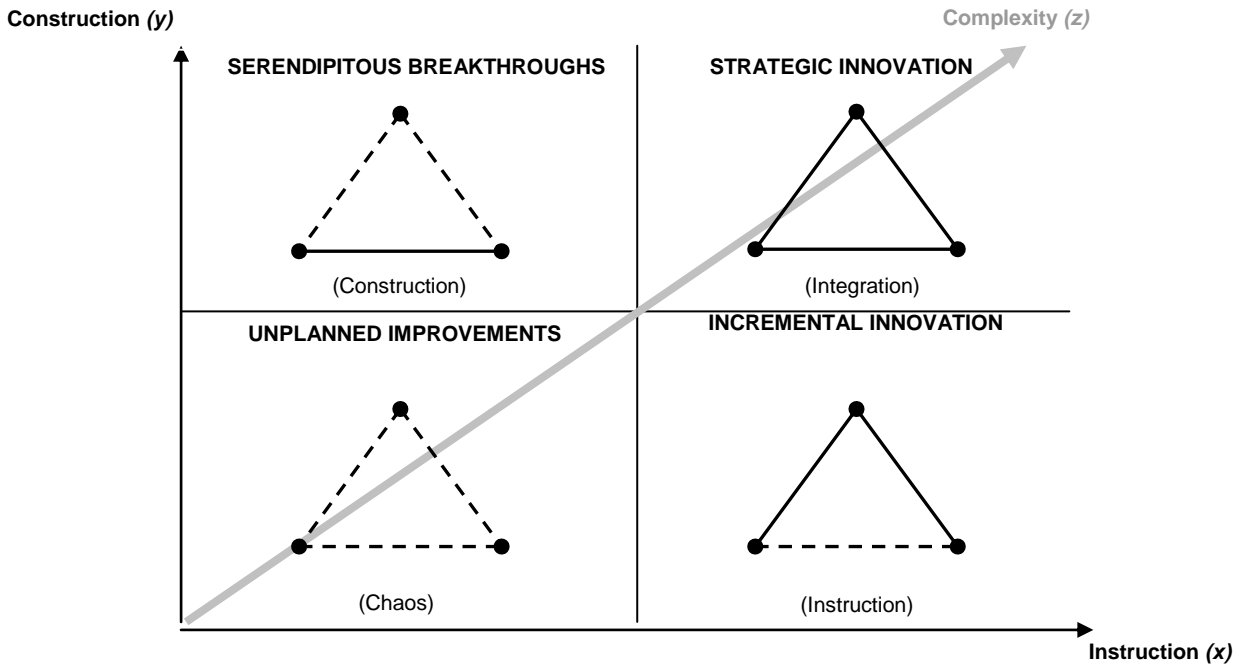 Construction (y)
Complexity (z)
SERENDIPITOUS BREAKTHROUGHS
STRATEGIC INNOVATION
(Construction)
(Integration)
UNPLANNED IMPROVEMENTS
INCREMENTAL INNOVATION
(Chaos)
(Instruction)
Instruction (x)